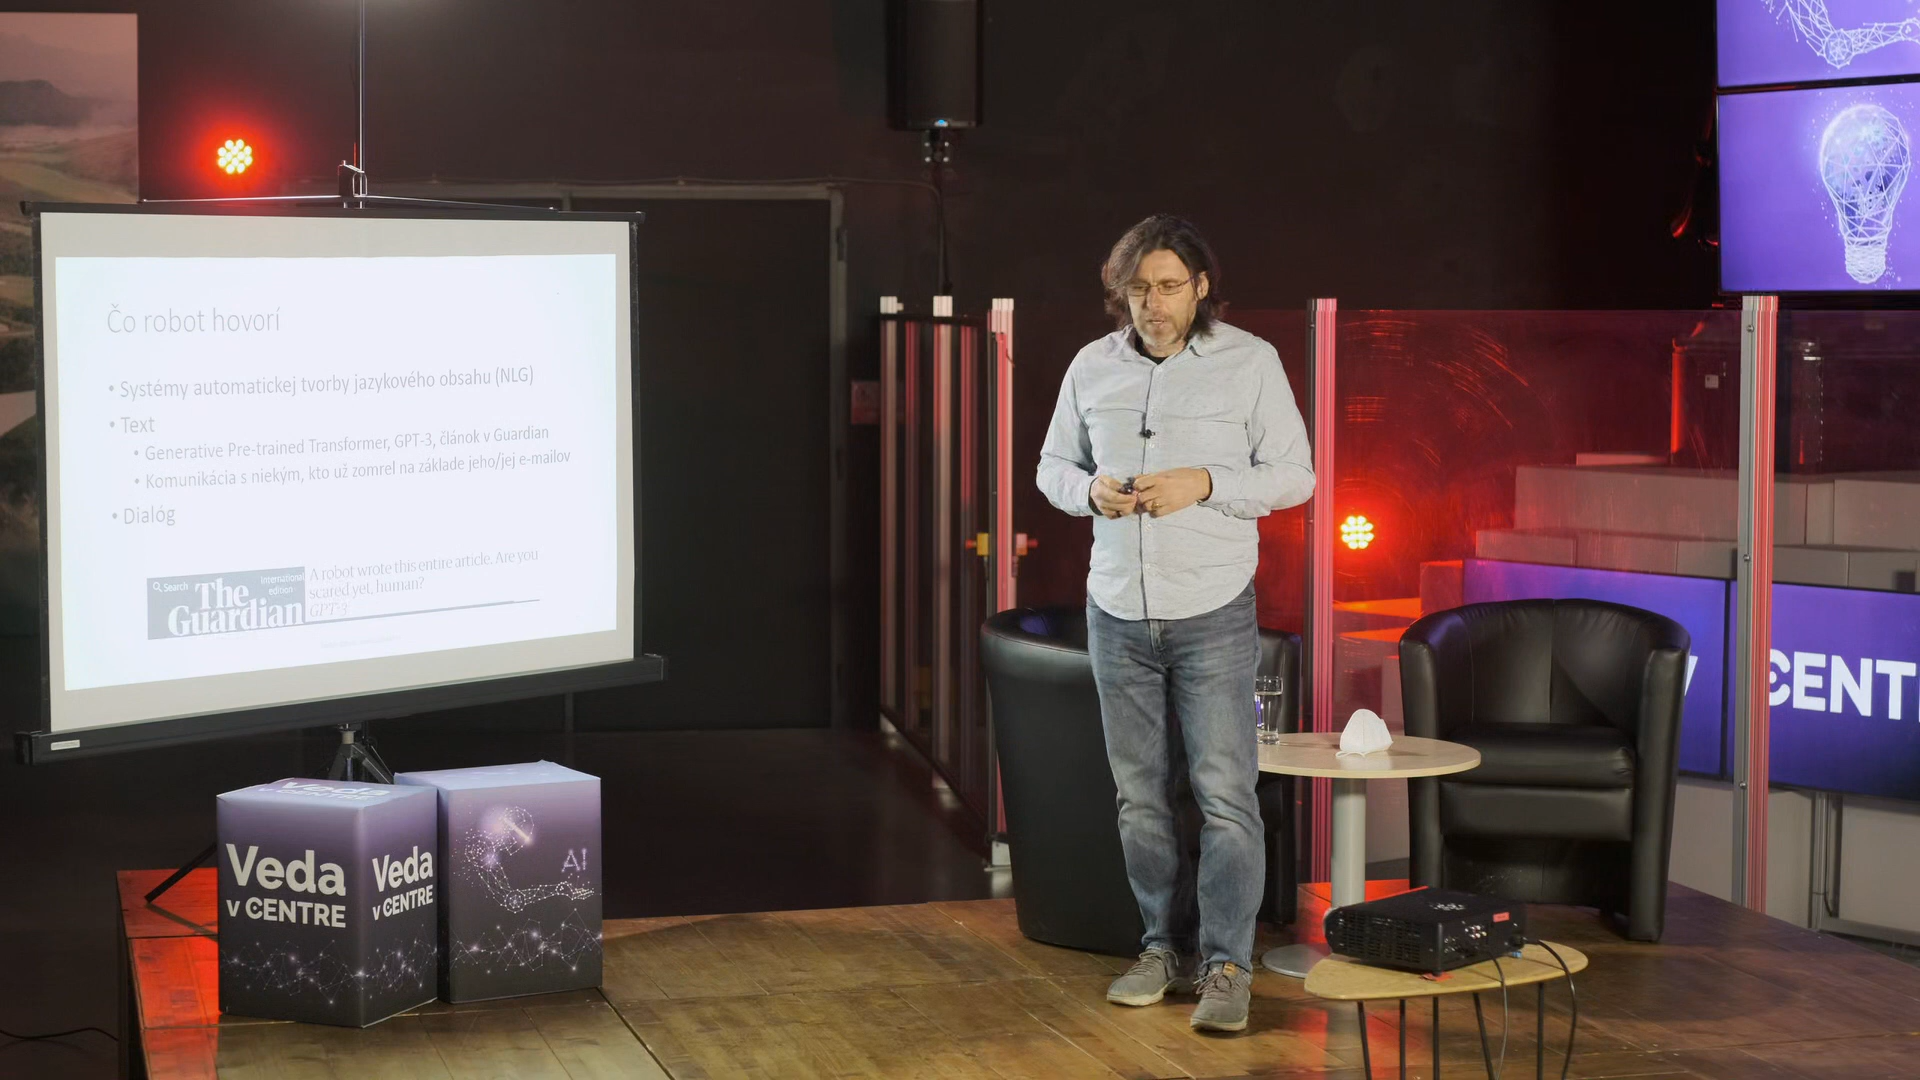 Čo robot hovorí
• Systémy automatickej tvorby jazykového obsahu (NLG)
• Text
• Generative Pre-trained Transformer, GPT-3, článok v Guardian
• Komunikácia s niekým, kto už zomrel na základe jeho/jej e-mailov
• Dialóg
Search
International
edition
The
Guardian
A robot wrote this entire article. Are you
scared yet, human?
GPT-3
Veda
v CENTRE
Veda
v CENTRE
Veda
v CENTRE
AI
V CENT